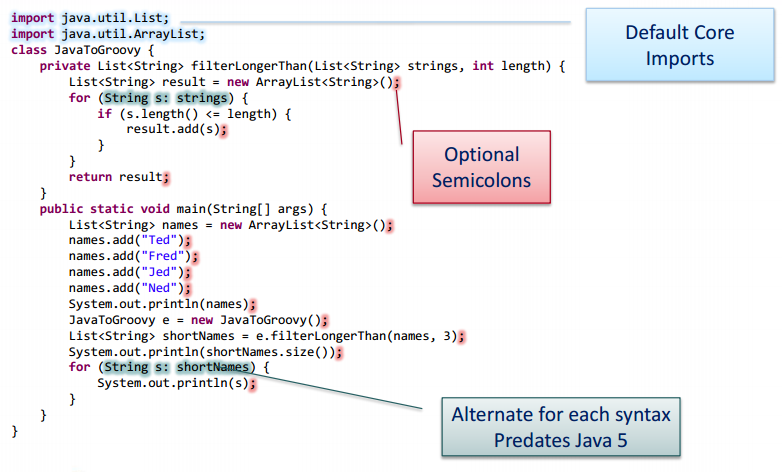 import java.util.List;
import java.util.ArrayList;
class JavaToGroovy {
    private List<String> filterLongerThan(List<String> strings, int length) {
        List<String> result = new ArrayList<String>();
        for (String s: strings) {
            if (s.length() <= length) {
                result.add(s);
            }
        }
        return result;
    }
    public static void main(String[] args) {
        List<String> names = new ArrayList<String>();
        names.add("Ted");
        names.add("Fred");
        names.add("Jed");
        names.add("Ned");
        System.out.println(names);
        JavaToGroovy e = new JavaToGroovy();
        List<String> shortNames = e.filterLongerThan(names, 3);
        System.out.println(shortNames.size());
        for (String s: shortNames) {
            System.out.println(s);
        }
    }
}
Default Core
Imports
Optional
Semicolons
Alternate for each syntax
Predates Java 5